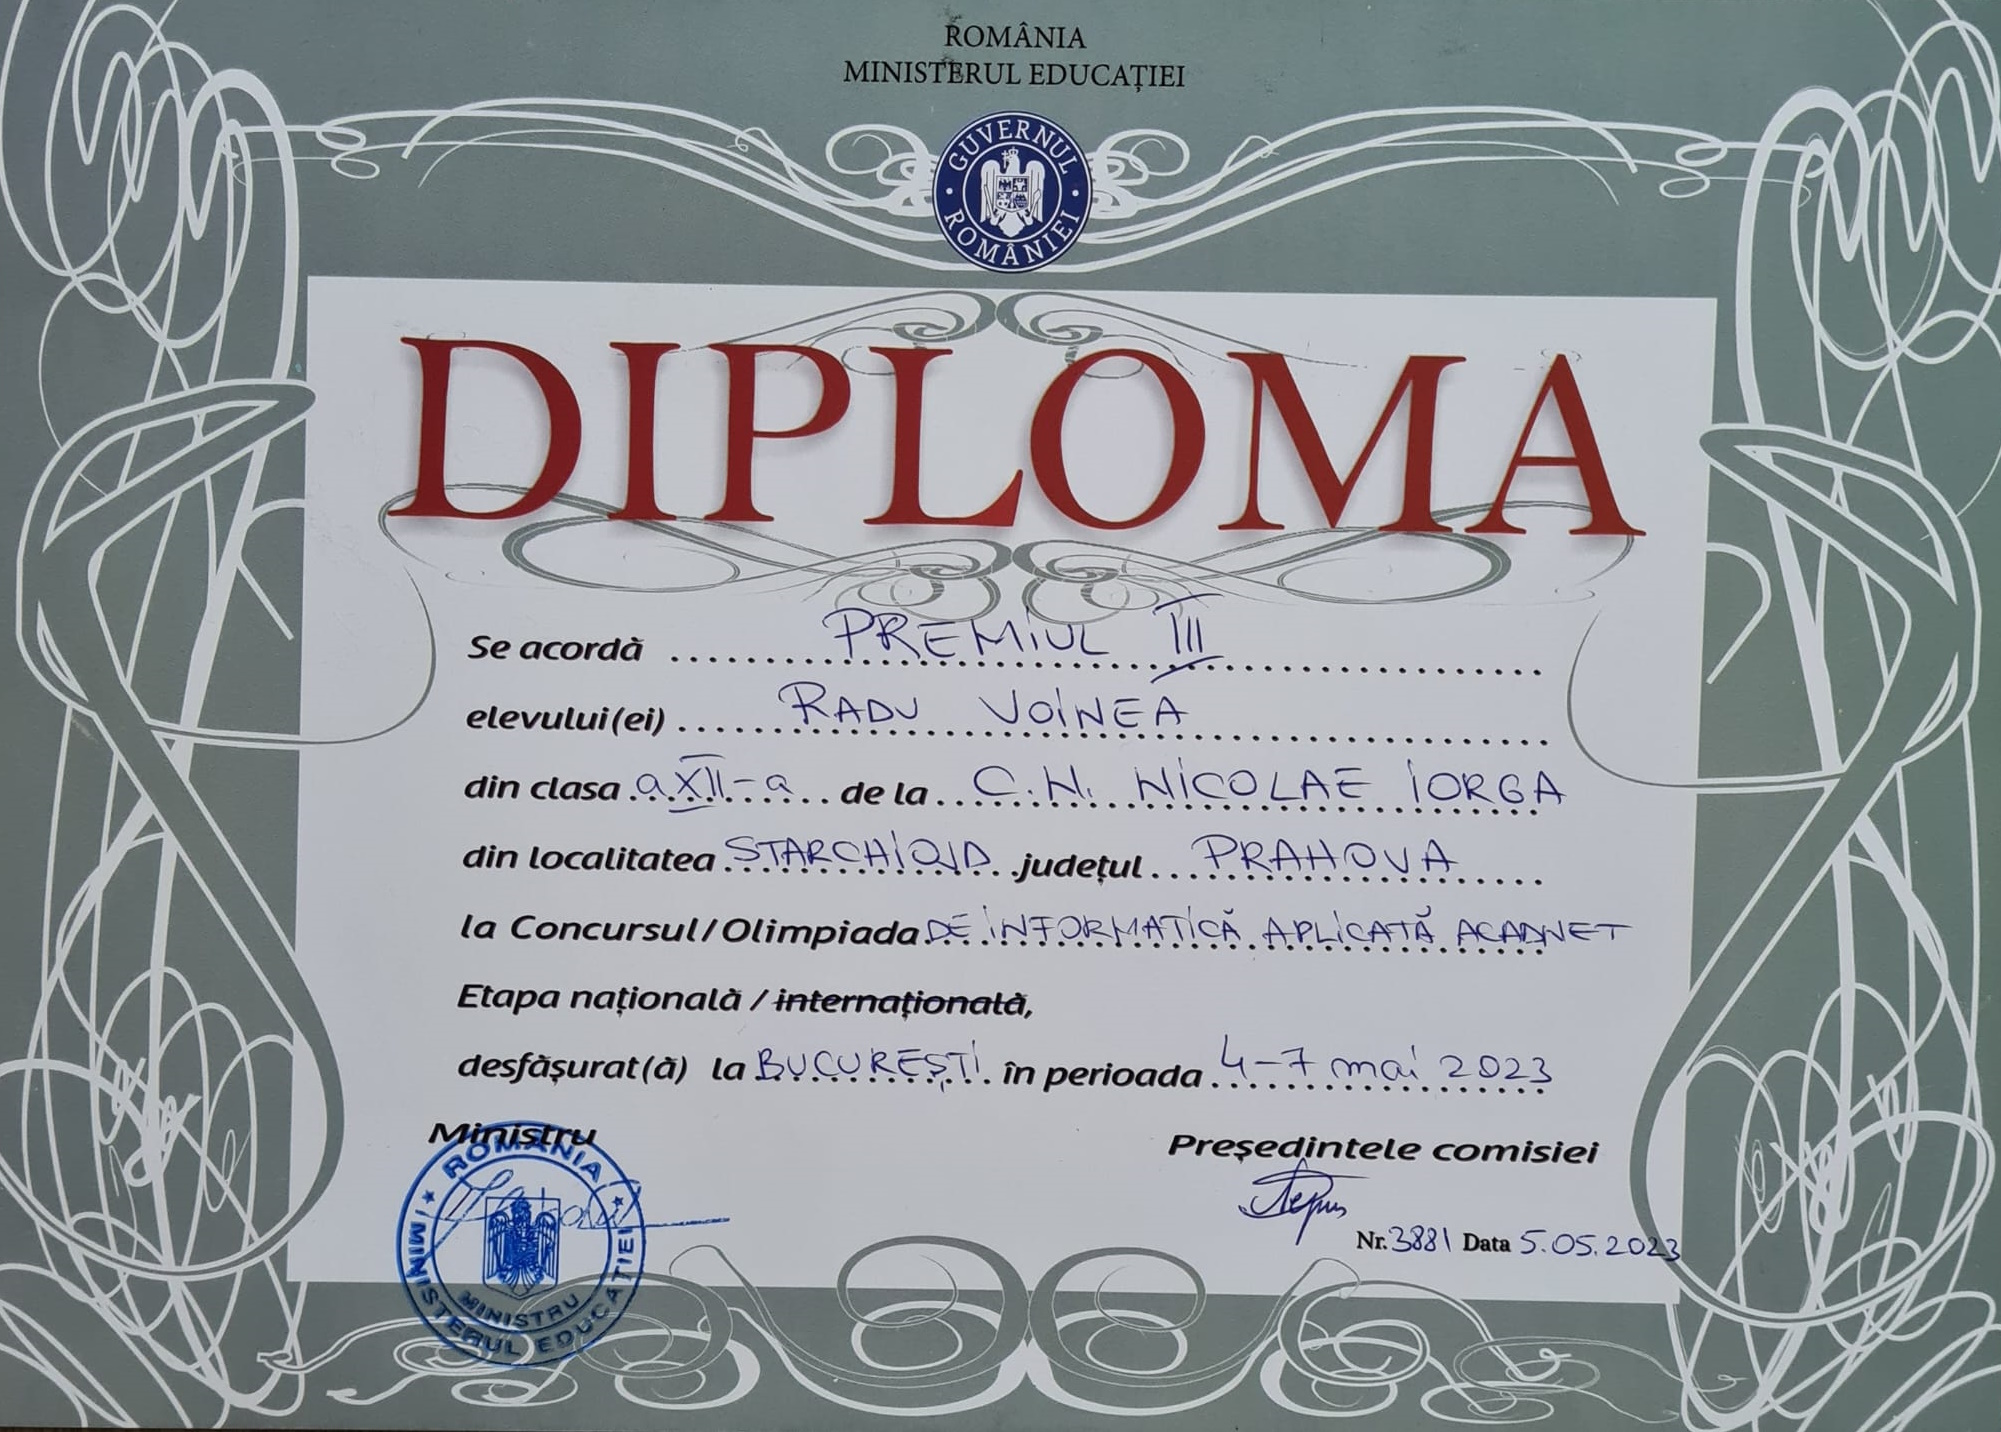 ROMÂNIA
MINISTERUL EDUCAȚIEI
GUVERNUL ROMÂNIEI
DIPLOMA
Se acordă PREMIUL III
elevului(ei) RADU VOINEA
din clasa a XII-a de la C.N. NICOLAE IORGA
din localitatea STARCHIOJD județul PRAHOVA
la Concursul/Olimpiada DE INFORMATICĂ APLICATĂ ACADNET
Etapa națională / internațională,
desfășurat(ă) la BUCUREȘTI în perioada 4-7 mai 2023
Ministru
Președintele comisiei
ROMÂNIA
MINISTERUL EDUCAȚIEI
MINISTRU
Nr. 3881 Data 5.05.2023